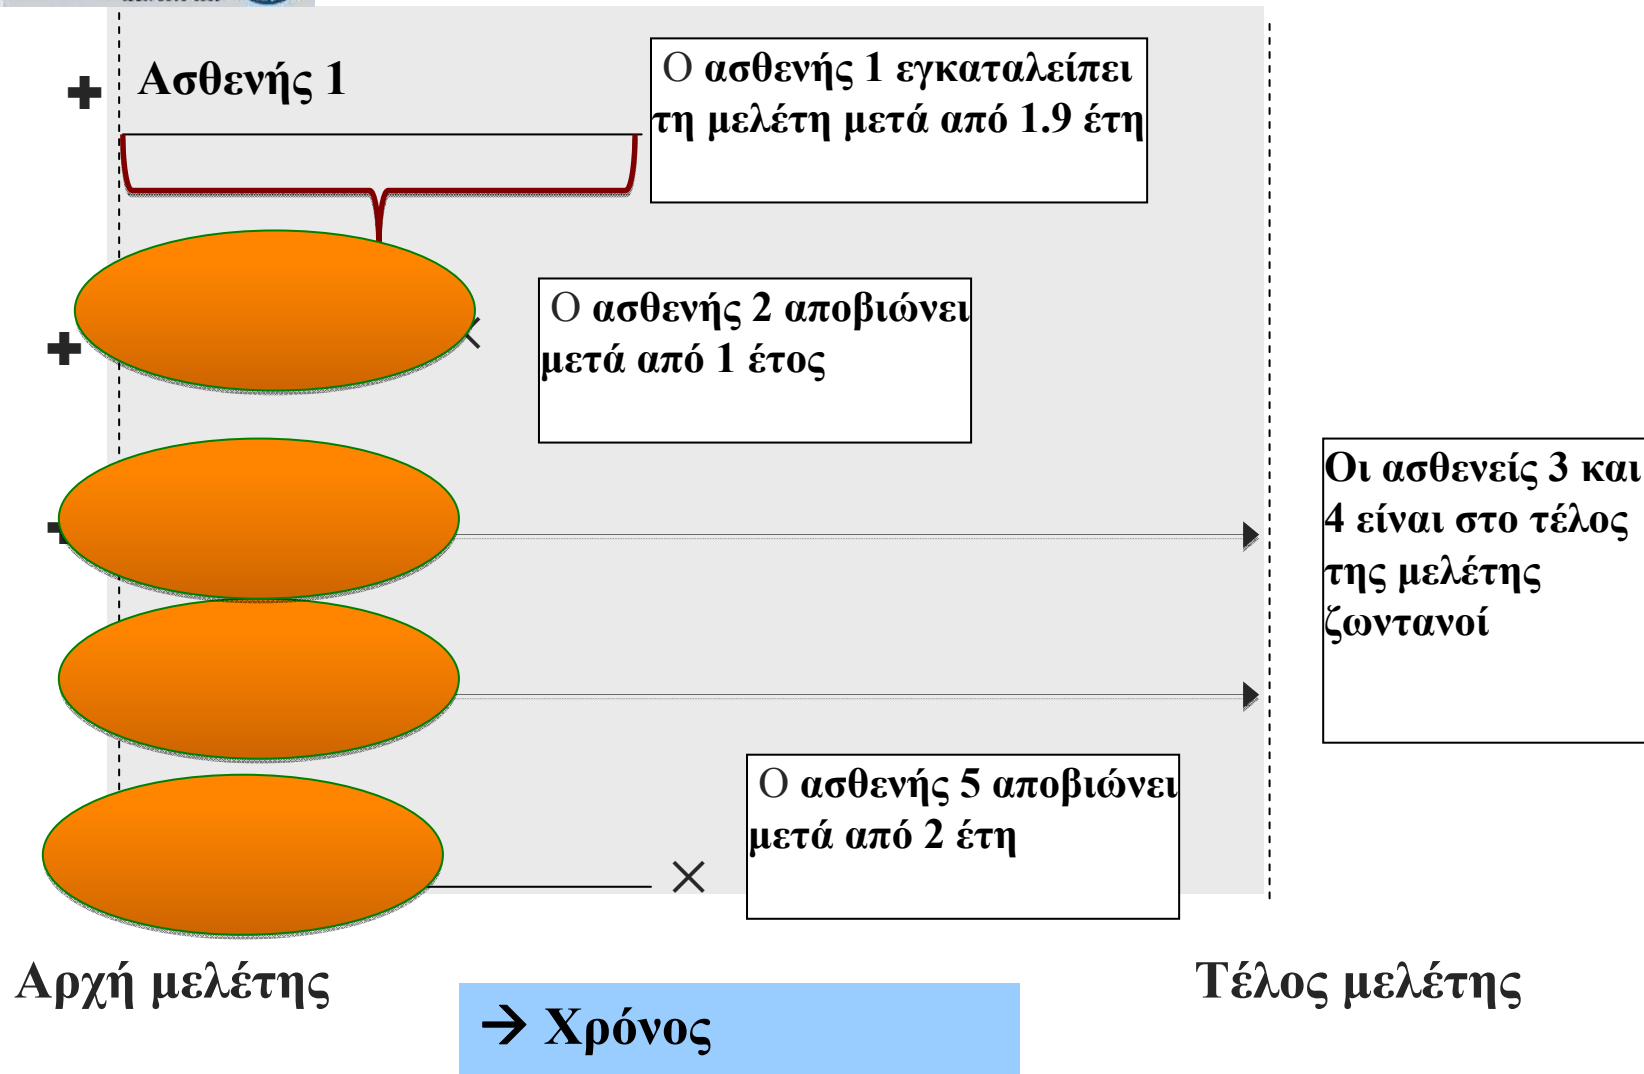 Ασθενής 1
Ο ασθενής 1 εγκαταλείπει
τη μελέτη μετά από 1.9 έτη
Ο ασθενής 2 αποβιώνει
μετά από 1 έτος
Οι ασθενείς 3 και
4 είναι στο τέλος
της μελέτης
ζωντανοί
Ο ασθενής 5 αποβιώνει
μετά από 2 έτη
Αρχή μελέτης
Τέλος μελέτης
→ Χρόνος